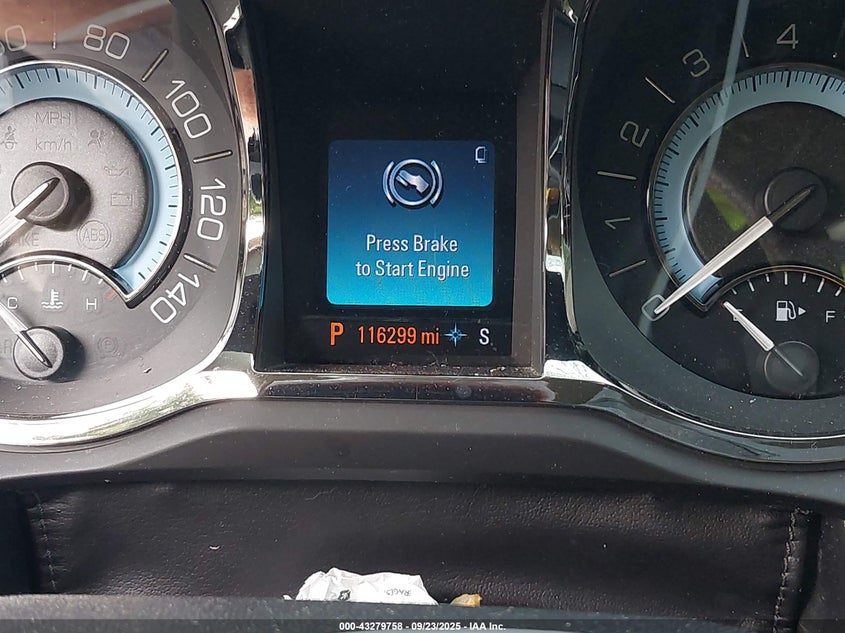 80
100
120
140
MPH
km/h
ABS
C H
Press Brake
to Start Engine
P 116299 mi S
0
1
2
3
4
F
000-43279758 - 09/23/2025 - IAA Inc.